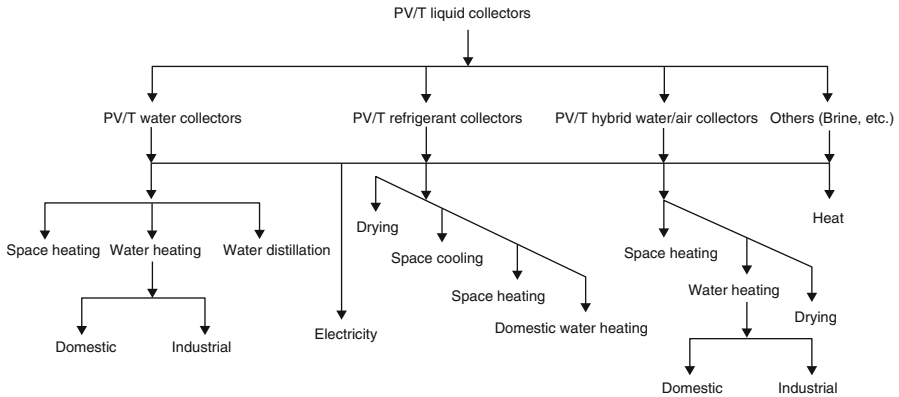 PV/T liquid collectors
PV/T water collectors
PV/T refrigerant collectors
PV/T hybrid water/air collectors
Others (Brine, etc.)
Space heating
Water heating
Water distillation
Domestic
Industrial
Electricity
Drying
Space cooling
Space heating
Domestic water heating
Space heating
Water heating
Drying
Domestic
Industrial
Heat